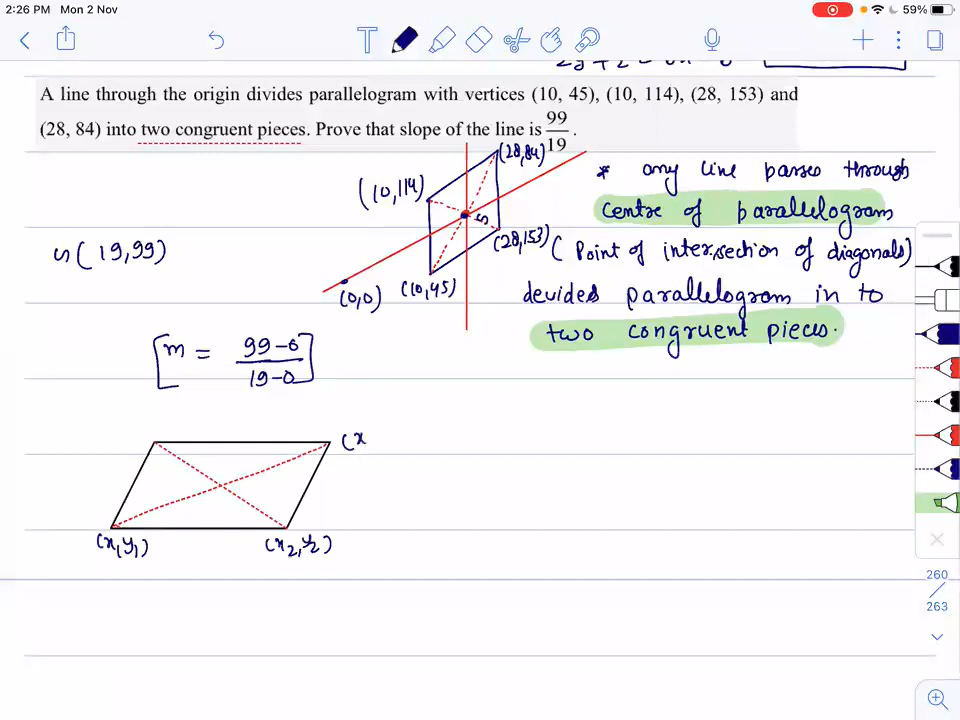 2:26 PM Mon 2 Nov
59%
A line through the origin divides parallelogram with vertices (10, 45), (10, 114), (28, 153) and
(28, 84) into two congruent pieces. Prove that slope of the line is 99/19 .
(28,84)
(10,114)
S
(28,153)
(10,45)
(0,0)
* any line passes through
centre of parallelogram
( Point of intersection of diagonals)
devides parallelogram in to
two congruent pieces.
S(19,99)
[m = 99-0/19-0]
(x
(x1y1)
(x2,y2)
260
263